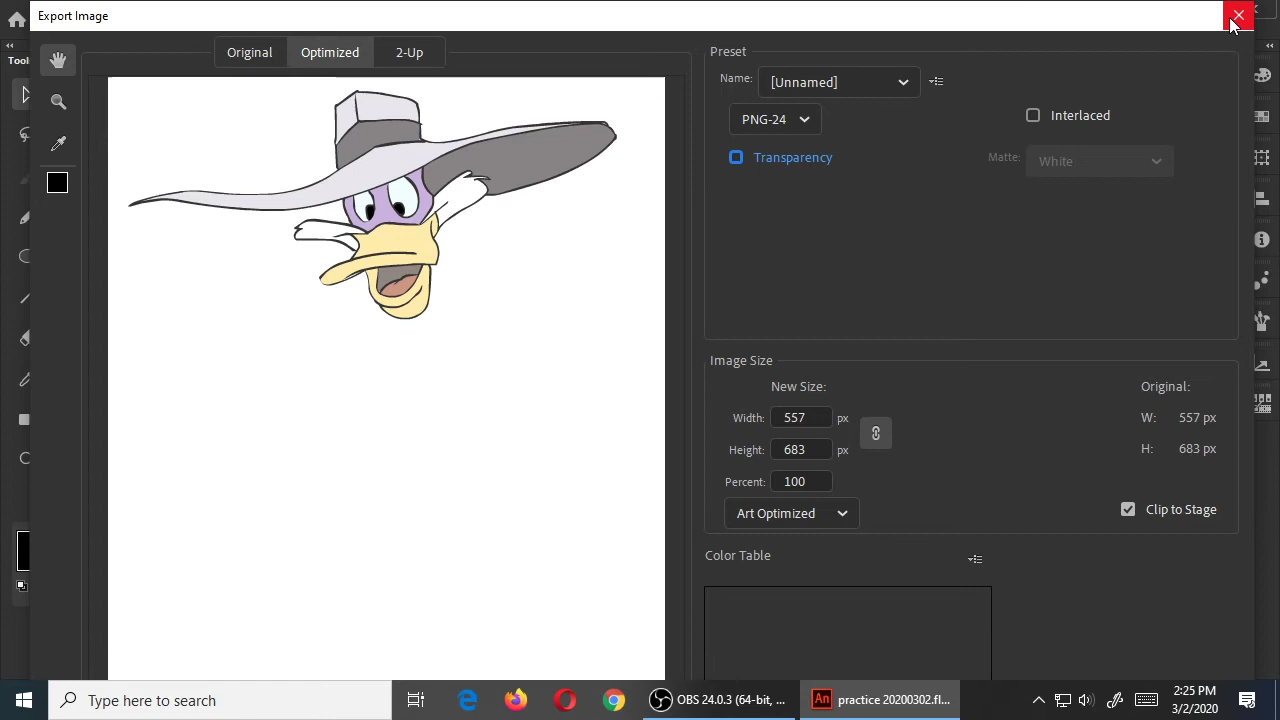 Export Image
Tools
Original Optimized 2-Up
Preset
Name: [Unnamed]
PNG-24
Interlaced
Transparency
Matte: White
Image Size
New Size:
Original:
Width: 557 px
W: 557 px
Height: 683 px
H: 683 px
Percent: 100
Art Optimized
Clip to Stage
Color Table
Type here to search
OBS 24.0.3 (64-bit, ...
An practice 20200302.fl...
2:25 PM
3/2/2020